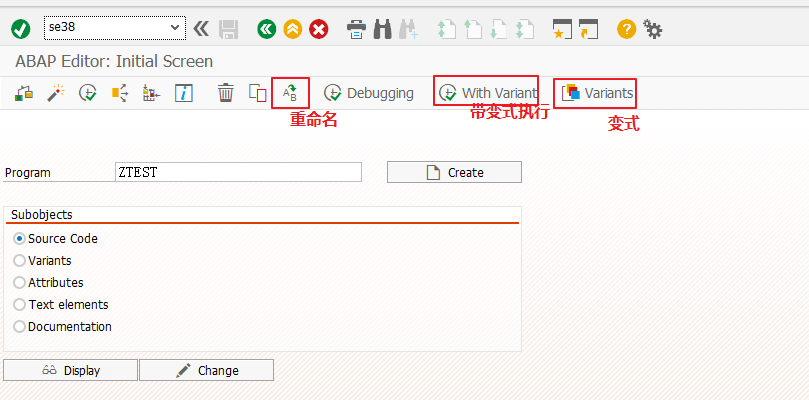 se38
ABAP Editor: Initial Screen
Debugging
With Variant
Variants
重命名
带变式执行
变式
Program
ZTEST
Create
Subobjects
Source Code
Variants
Attributes
Text elements
Documentation
Display
Change